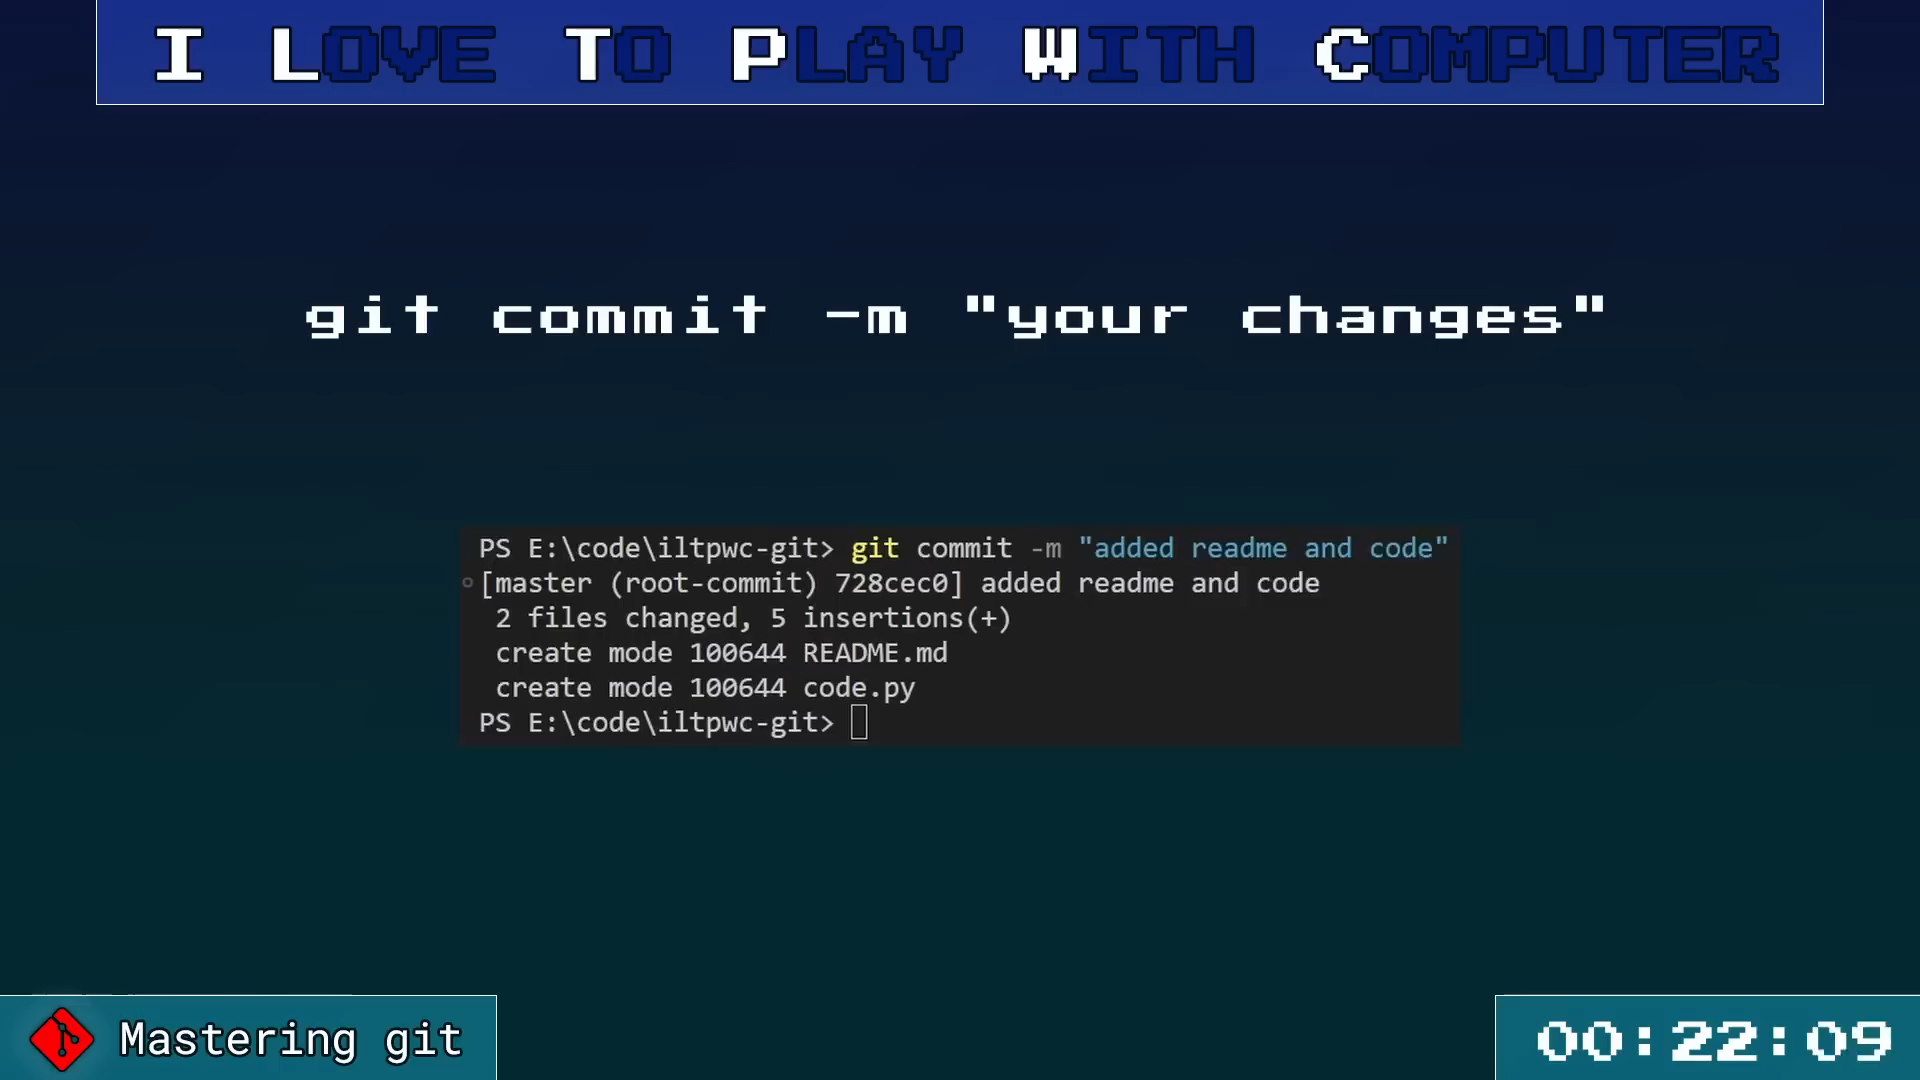 I LOVE TO PLAY WITH COMPUTER
git commit -m "your changes"
PS E:\code\iltpwc-git> git commit -m "added readme and code"
[master (root-commit) 728cec0] added readme and code
2 files changed, 5 insertions(+)
create mode 100644 README.md
create mode 100644 code.py
PS E:\code\iltpwc-git>
Mastering git
00:22:09